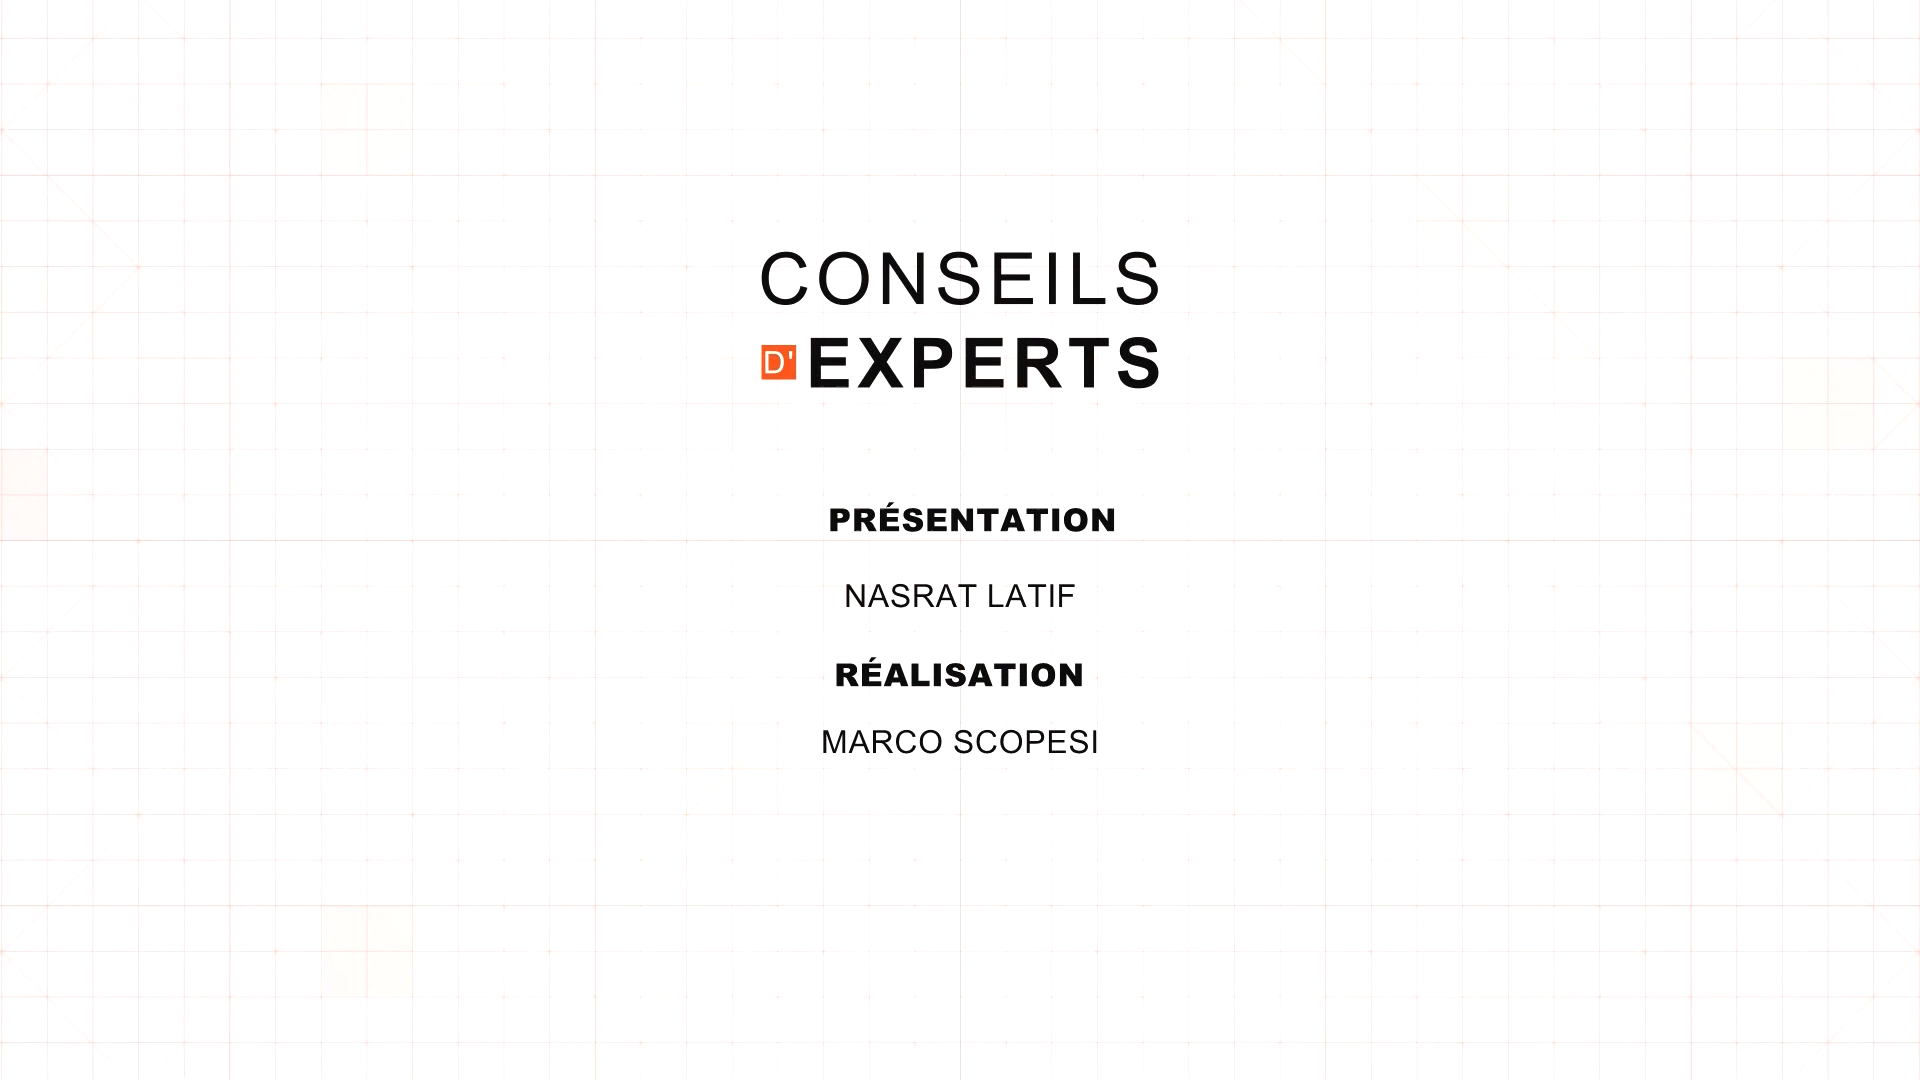 CONSEILS
D'EXPERTS
PRÉSENTATION
NASRAT LATIF
RÉALISATION
MARCO SCOPESI